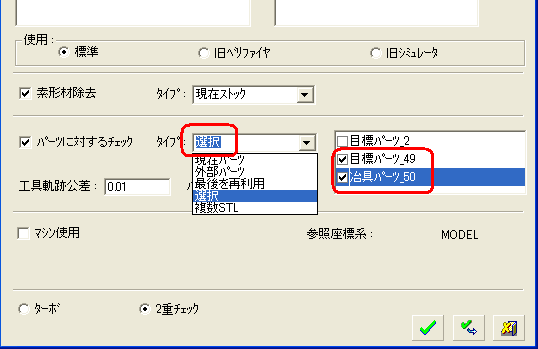 使用 :
標準
旧ﾍﾞﾘﾌｧｲﾔ
旧ｼﾐｭﾚｰﾀ
素形材除去
ﾀｲﾌﾟ:
現在ｽﾄｯｸ
ﾊﾟｰﾂに対するﾁｪｯｸ
ﾀｲﾌﾟ:
選択
現在ﾊﾟｰﾂ
外部ﾊﾟｰﾂ
最後を再利用
選択
複数STL
目標ﾊﾟｰﾂ_2
目標ﾊﾟｰﾂ_49
冶具ﾊﾟｰﾂ_50
工具軌跡公差 :
0.01
ﾏｼﾝ使用
参照座標系 :
MODEL
ﾀｰﾎﾞ
2重ﾁｪｯｸ